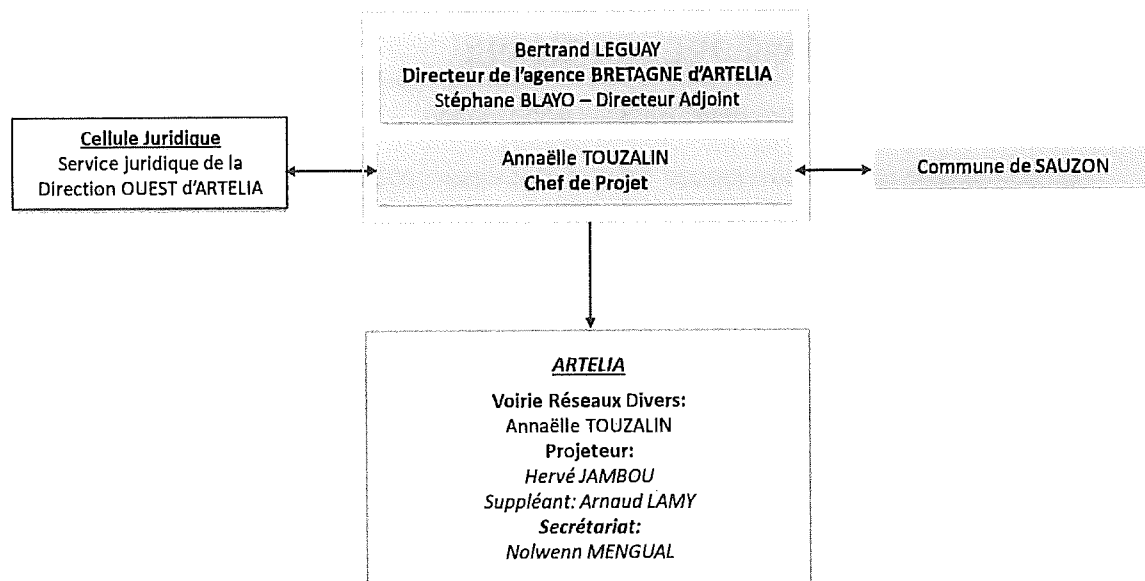 Bertrand LEGUAY
Directeur de l'agence BRETAGNE d'ARTELIA
Stéphane BLAYO – Directeur Adjoint
Cellule Juridique
Service juridique de la
Direction OUEST d'ARTELIA
Annaëlle TOUZALIN
Chef de Projet
Commune de SAUZON
ARTELIA
Voirie Réseaux Divers:
Annaëlle TOUZALIN
Projeteur:
Hervé JAMBOU
Suppléant: Arnaud LAMY
Secrétariat:
Nolwenn MENGUAL